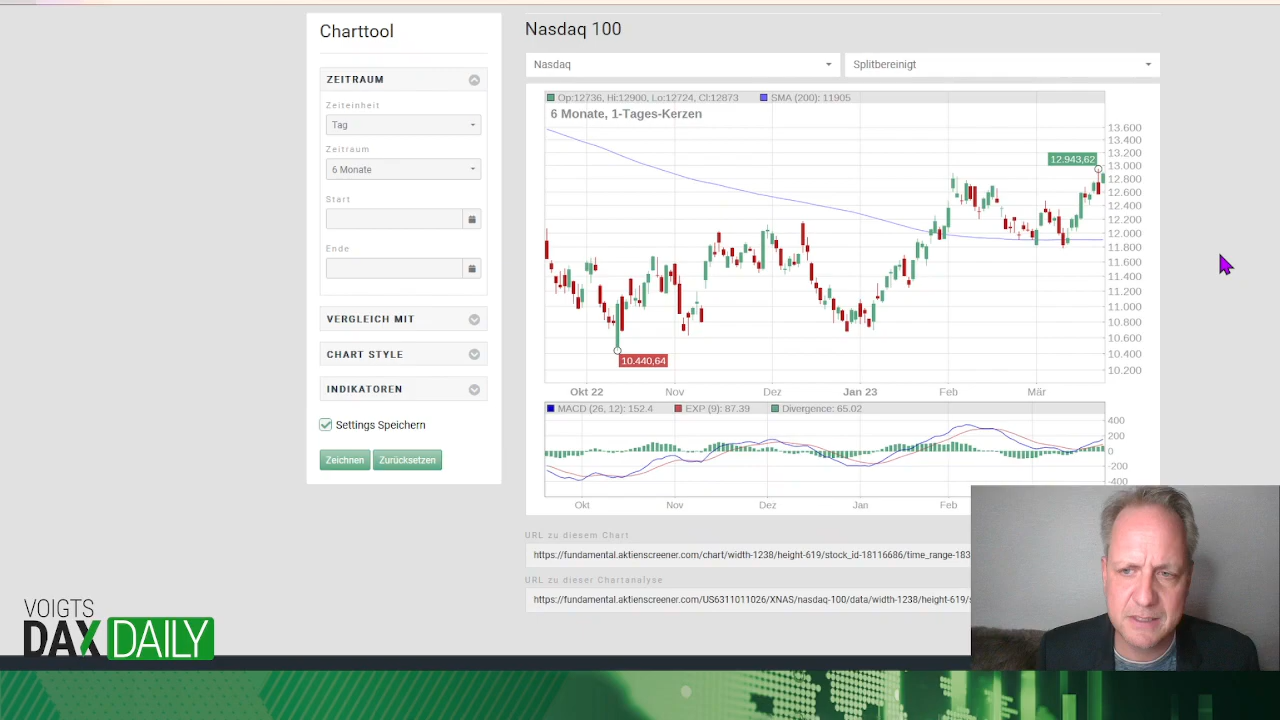 Charttool
ZEITRAUM
Zeiteinheit
Tag
Zeitraum
6 Monate
Start
Ende
VERGLEICH MIT
CHART STYLE
INDIKATOREN
Settings Speichern
Zeichnen Zurücksetzen
Nasdaq 100
Nasdaq Splitbereinigt
Op:12736, Hi:12900, Lo:12724, Cl:12873 SMA (200): 11905
6 Monate, 1-Tages-Kerzen
12.943,62
10.440,64
13.600
13.400
13.200
13.000
12.800
12.600
12.400
12.200
12.000
11.800
11.600
11.400
11.200
11.000
10.800
10.600
10.400
10.200
Okt 22 Nov Dez Jan 23 Feb Mär
MACD (26, 12): 152.4 EXP (9): 87.39 Divergence: 65.02
400
200
0
-200
-400
Okt Nov Dez Jan Feb
URL zu diesem Chart
https://fundamental.aktienscreener.com/chart/width-1238/height-619/stock_id-18116686/time_range-183
URL zu dieser Chartanalyse
https://fundamental.aktienscreener.com/US6311011026/XNAS/nasdaq-100/data/width-1238/height-619/s
VOIGTS
DAX DAILY